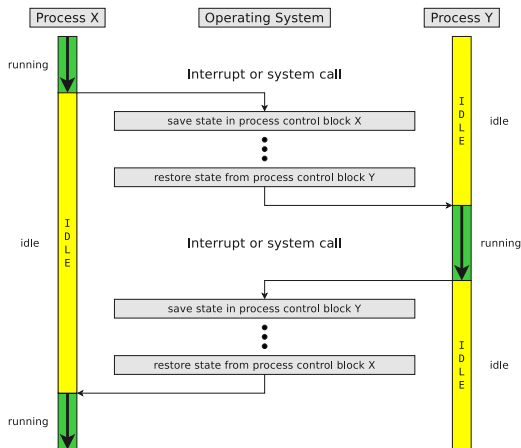 Process X
Operating System
Process Y
running
Interrupt or system call
save state in process control block X
IDLE
idle
restore state from process control block Y
idle
IDLE
Interrupt or system call
running
save state in process control block Y
restore state from process control block X
IDLE
idle
running